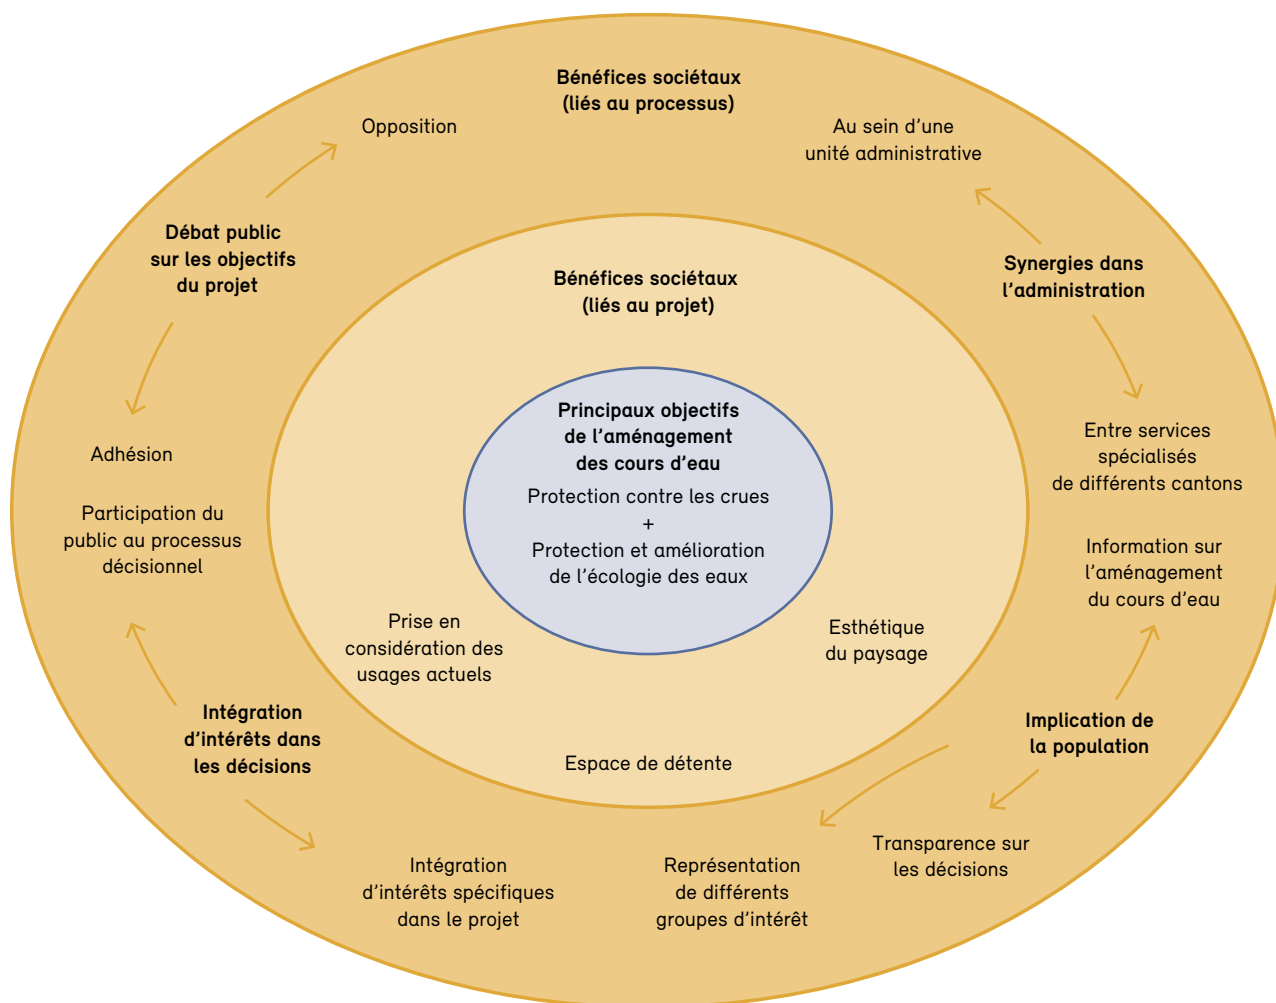 Bénéfices sociétaux
(liés au processus)
Opposition
Au sein d'une
unité administrative
Débat public
sur les objectifs
du projet
Synergies dans
l'administration
Bénéfices sociétaux
(liés au projet)
Principaux objectifs
de l'aménagement
des cours d'eau
Protection contre les crues
+
Protection et amélioration
de l'écologie des eaux
Adhésion
Entre services
spécialisés
de différents cantons
Participation du
public au processus
décisionnel
Information sur
l'aménagement
du cours d'eau
Prise en
considération des
usages actuels
Esthétique
du paysage
Intégration
d'intérêts dans
les décisions
Implication de
la population
Espace de détente
Intégration
d'intérêts spécifiques
dans le projet
Représentation
de différents
groupes d'intérêt
Transparence sur
les décisions